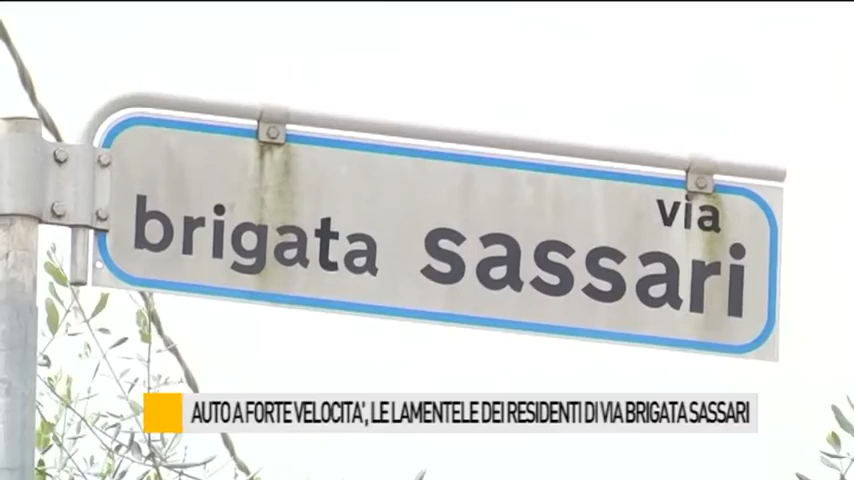 via
brigata sassari
AUTO A FORTE VELOCITA', LE LAMENTELE DEI RESIDENTI DI VIA BRIGATA SASSARI